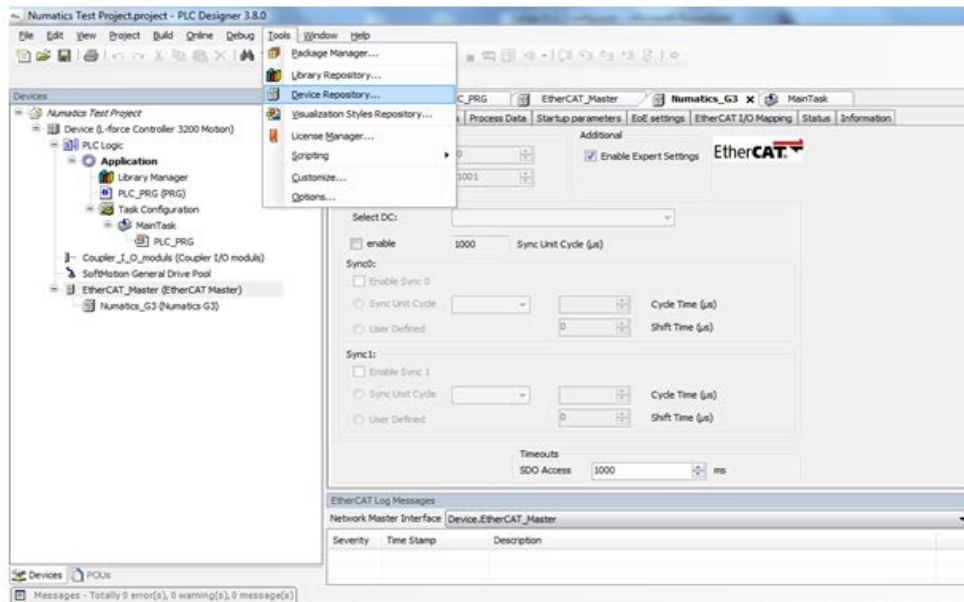 Numatics Test Project.project - PLC Designer 3.8.0
File Edit View Project Build Online Debug Tools Window Help
Package Manager...
Library Repository...
Device Repository...
Visualization Styles Repository...
License Manager...
Scripting
Customize...
Options...
Devices
Numatics Test Project
Device (L-force Controller 3200 Motion)
PLC Logic
Application
Library Manager
PLC_PRG (PRG)
Task Configuration
MainTask
PLC_PRG
Coupler_I_O_moduls (Coupler I/O moduls)
SoftMotion General Drive Pool
EtherCAT_Master (EtherCAT Master)
Numatics_G3 (Numatics G3)
C_PRG EtherCAT_Master Numatics_G3 x MainTask
Process Data Startup parameters EoE settings EtherCAT I/O Mapping Status Information
Additional
0
Enable Expert Settings
EtherCAT
1001
Select DC:
enable 1000 Sync Unit Cycle (µs)
Sync0:
Enable Sync 0
Sync Unit Cycle Cycle Time (µs)
User Defined 0 Shift Time (µs)
Sync1:
Enable Sync 1
Sync Unit Cycle Cycle Time (µs)
User Defined 0 Shift Time (µs)
Timeouts
SDO Access 1000 ms
EtherCAT Log Messages
Network Master Interface Device.EtherCAT_Master
Severity Time Stamp Description
Devices POUs
Messages - Totally 0 error(s), 0 warning(s), 0 message(s)